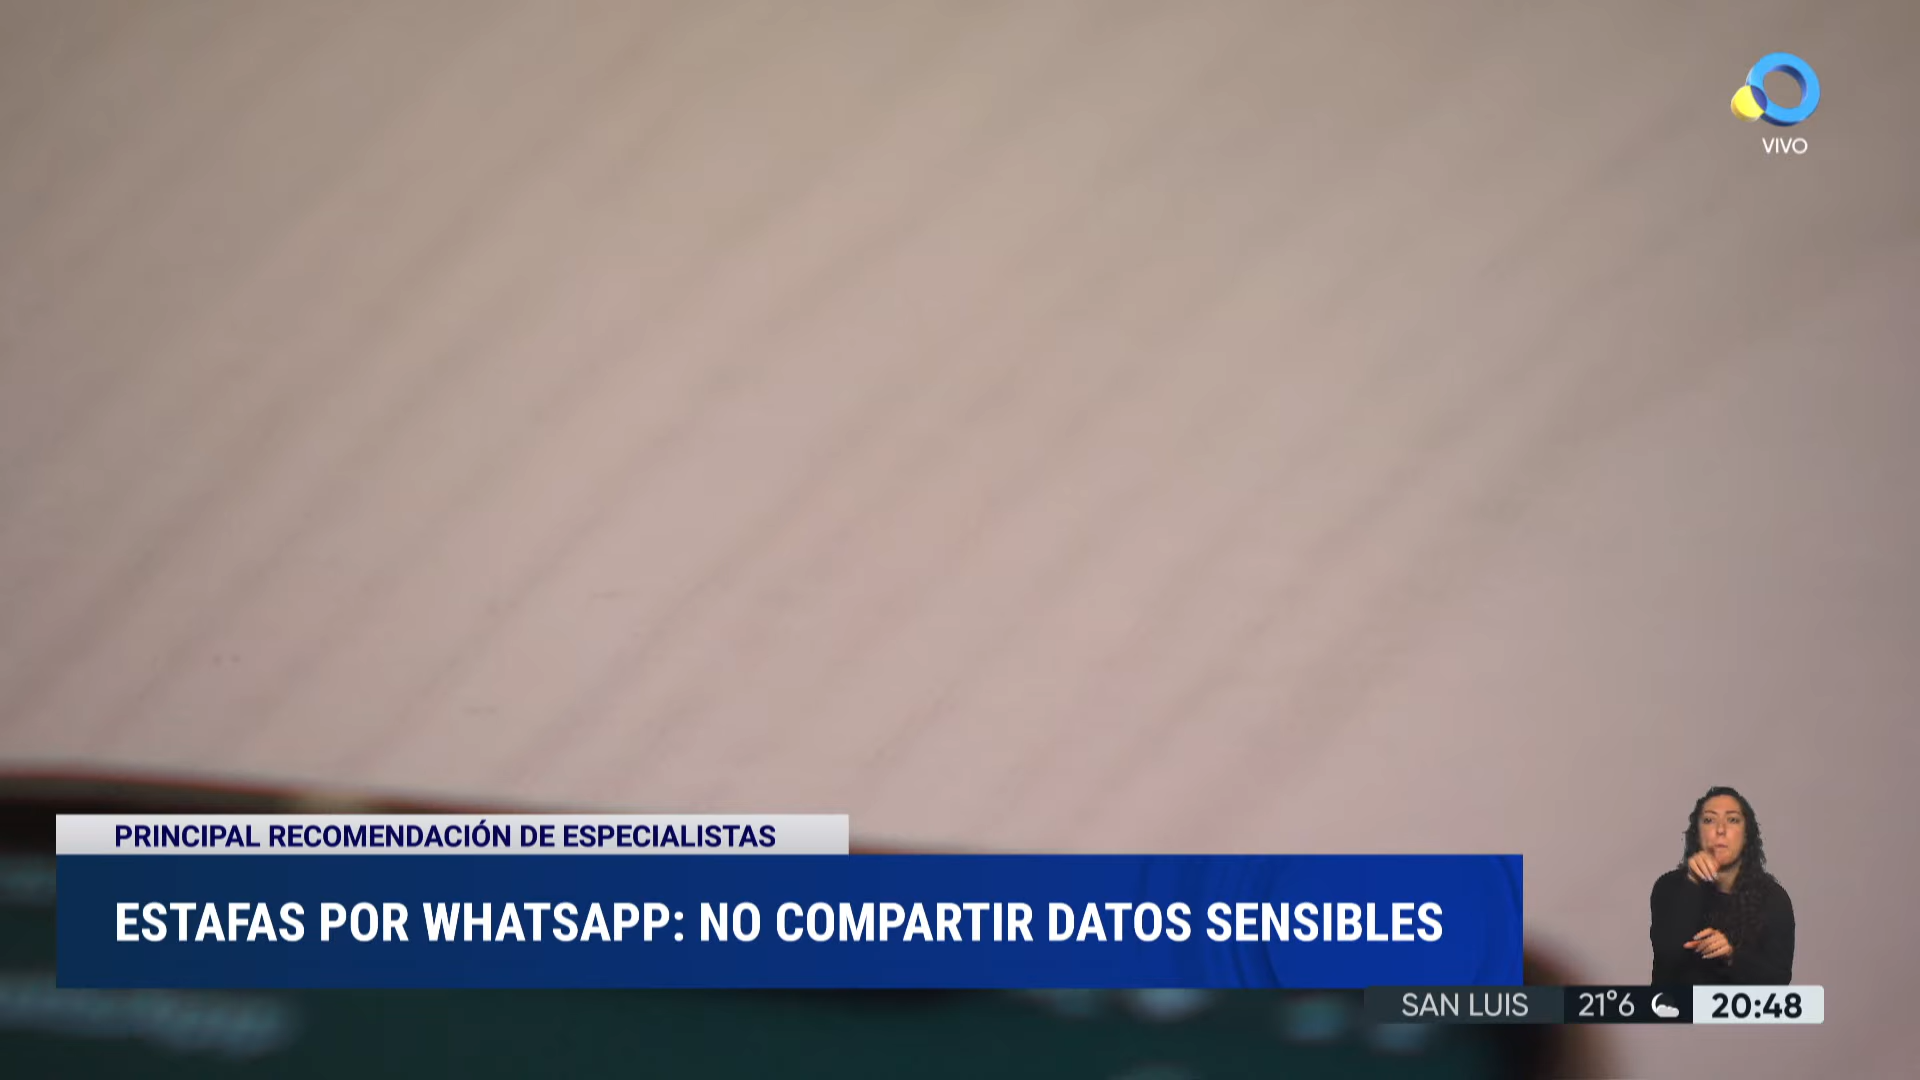 VIVO
PRINCIPAL RECOMENDACIÓN DE ESPECIALISTAS
ESTAFAS POR WHATSAPP: NO COMPARTIR DATOS SENSIBLES
SAN LUIS 21°6 20:48